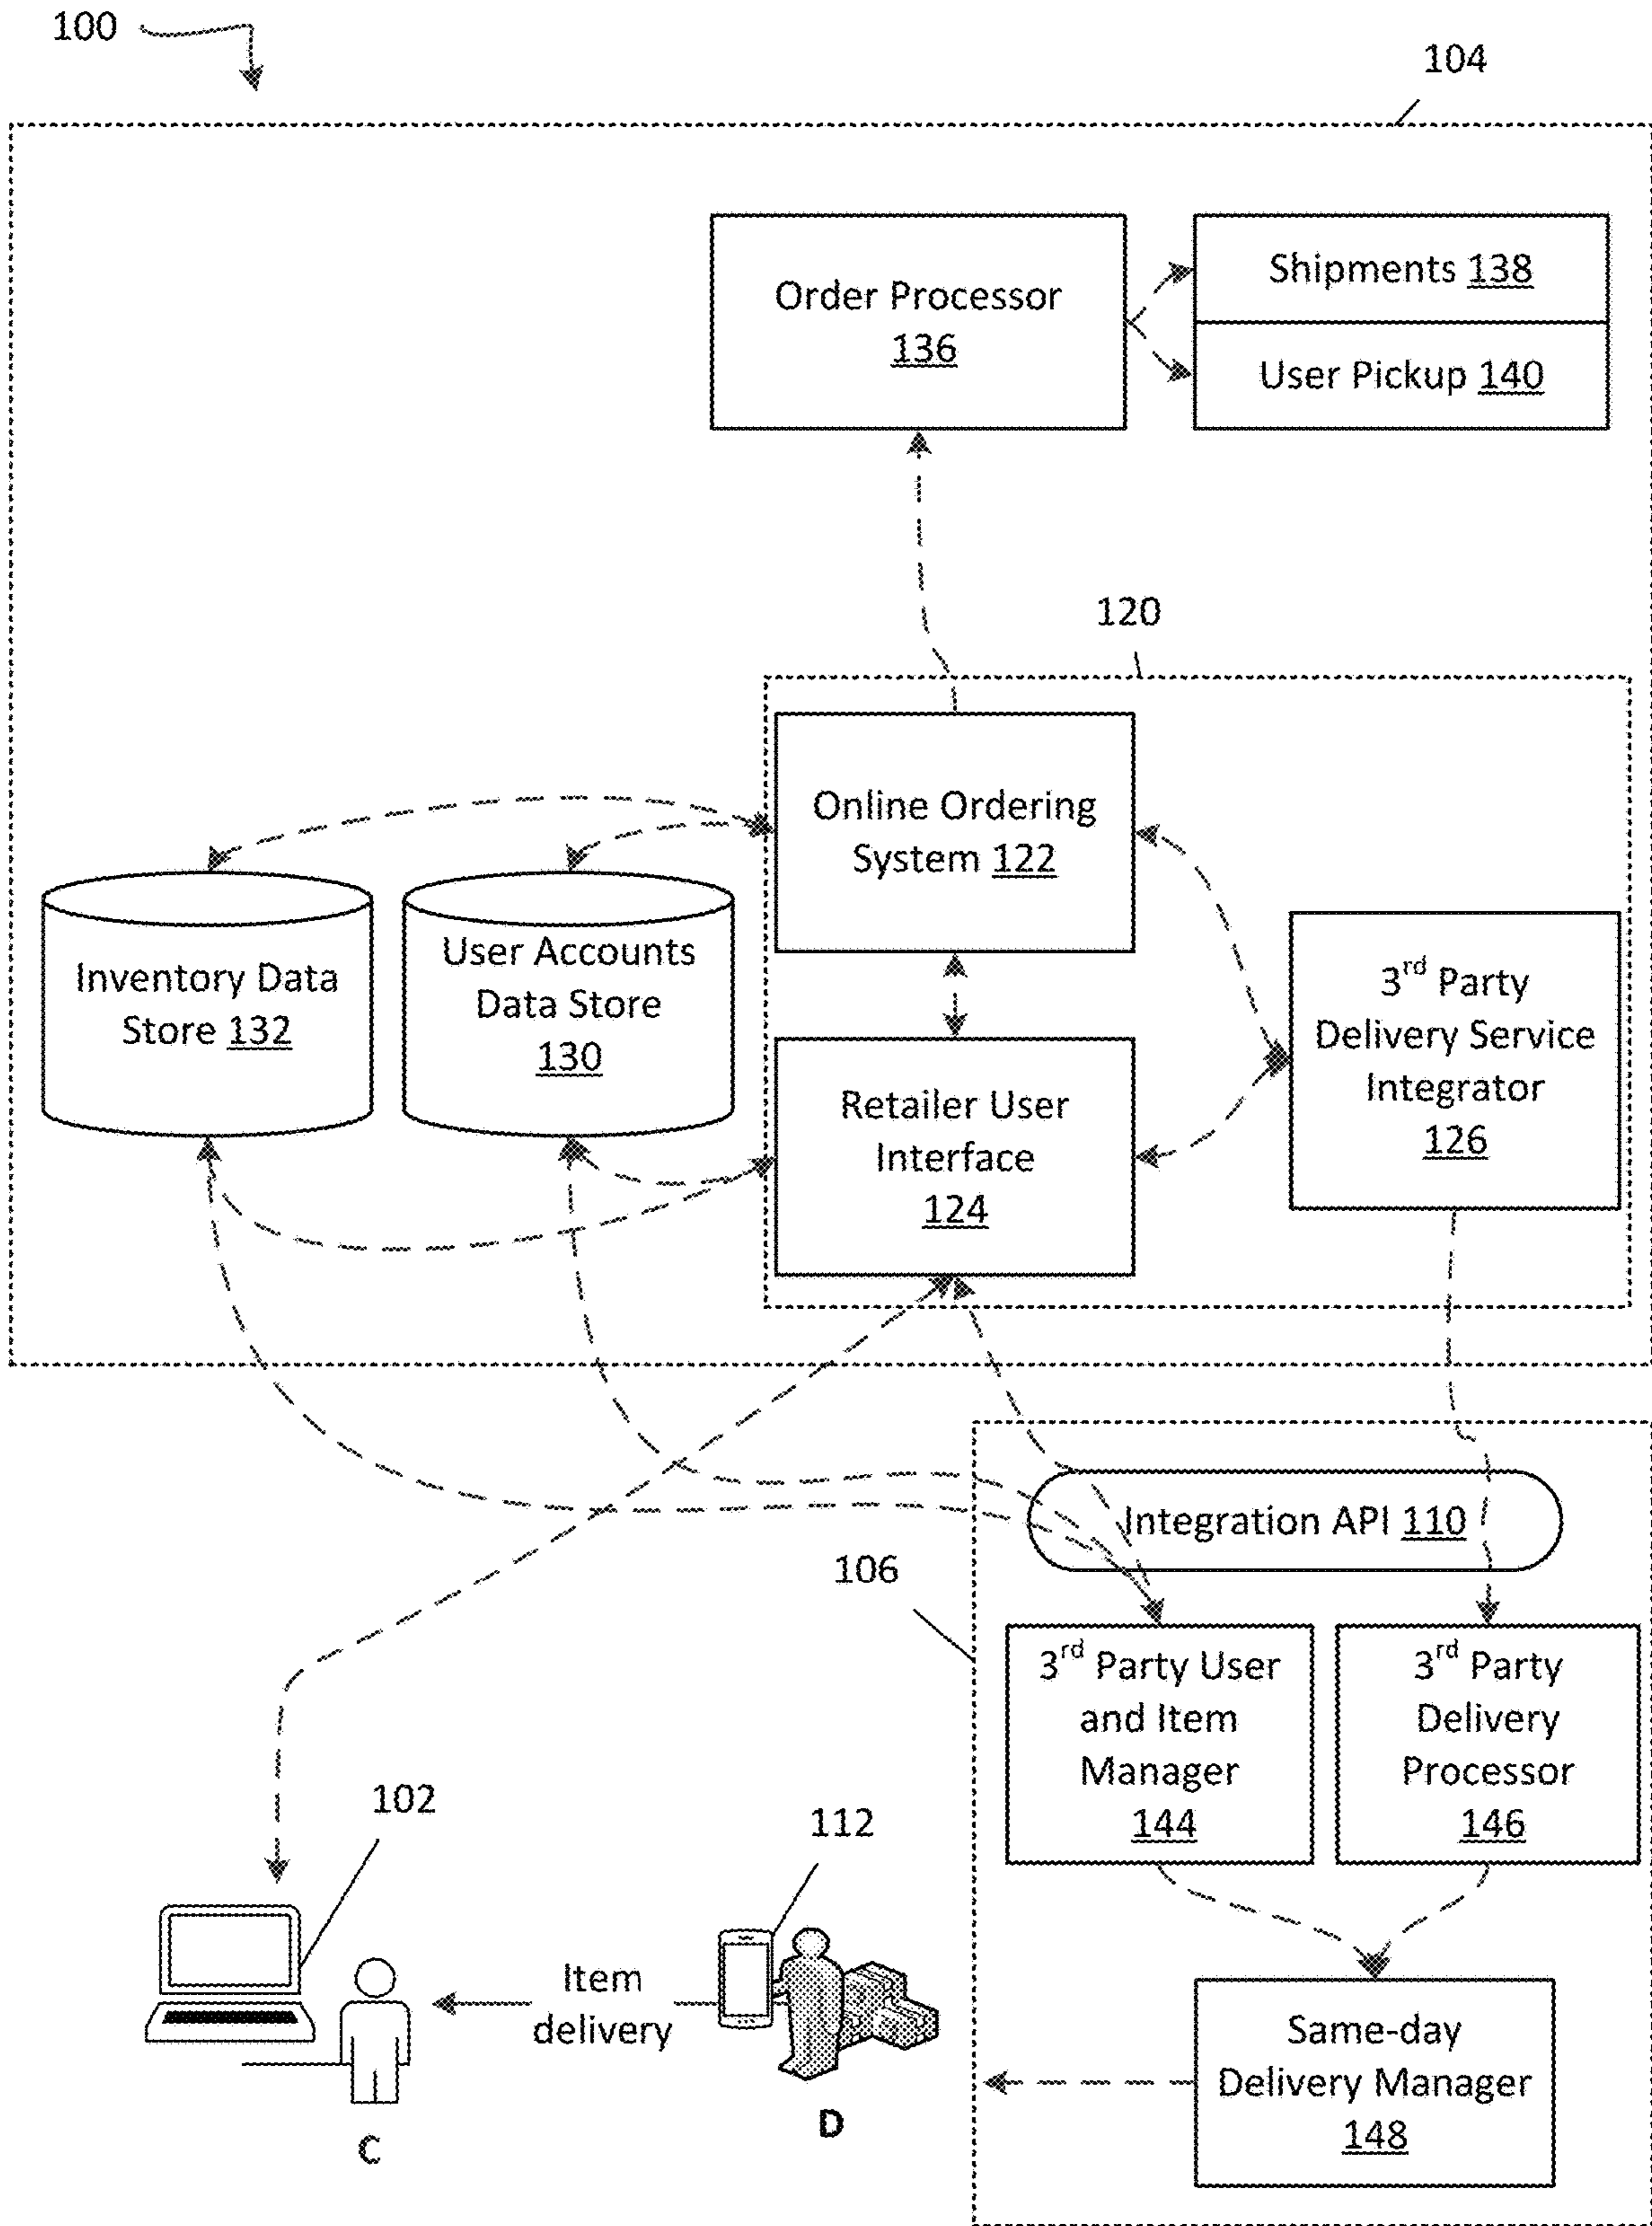 100
104
Order Processor
136
Shipments 138
User Pickup 140
120
Online Ordering
System 122
Inventory Data
Store 132
User Accounts
Data Store
130
3rd Party
Delivery Service
Integrator
126
Retailer User
Interface
124
Integration API 110
106
3rd Party User
and Item
Manager
144
3rd Party
Delivery
Processor
146
102
112
Item
delivery
Same-day
Delivery Manager
148
C
D